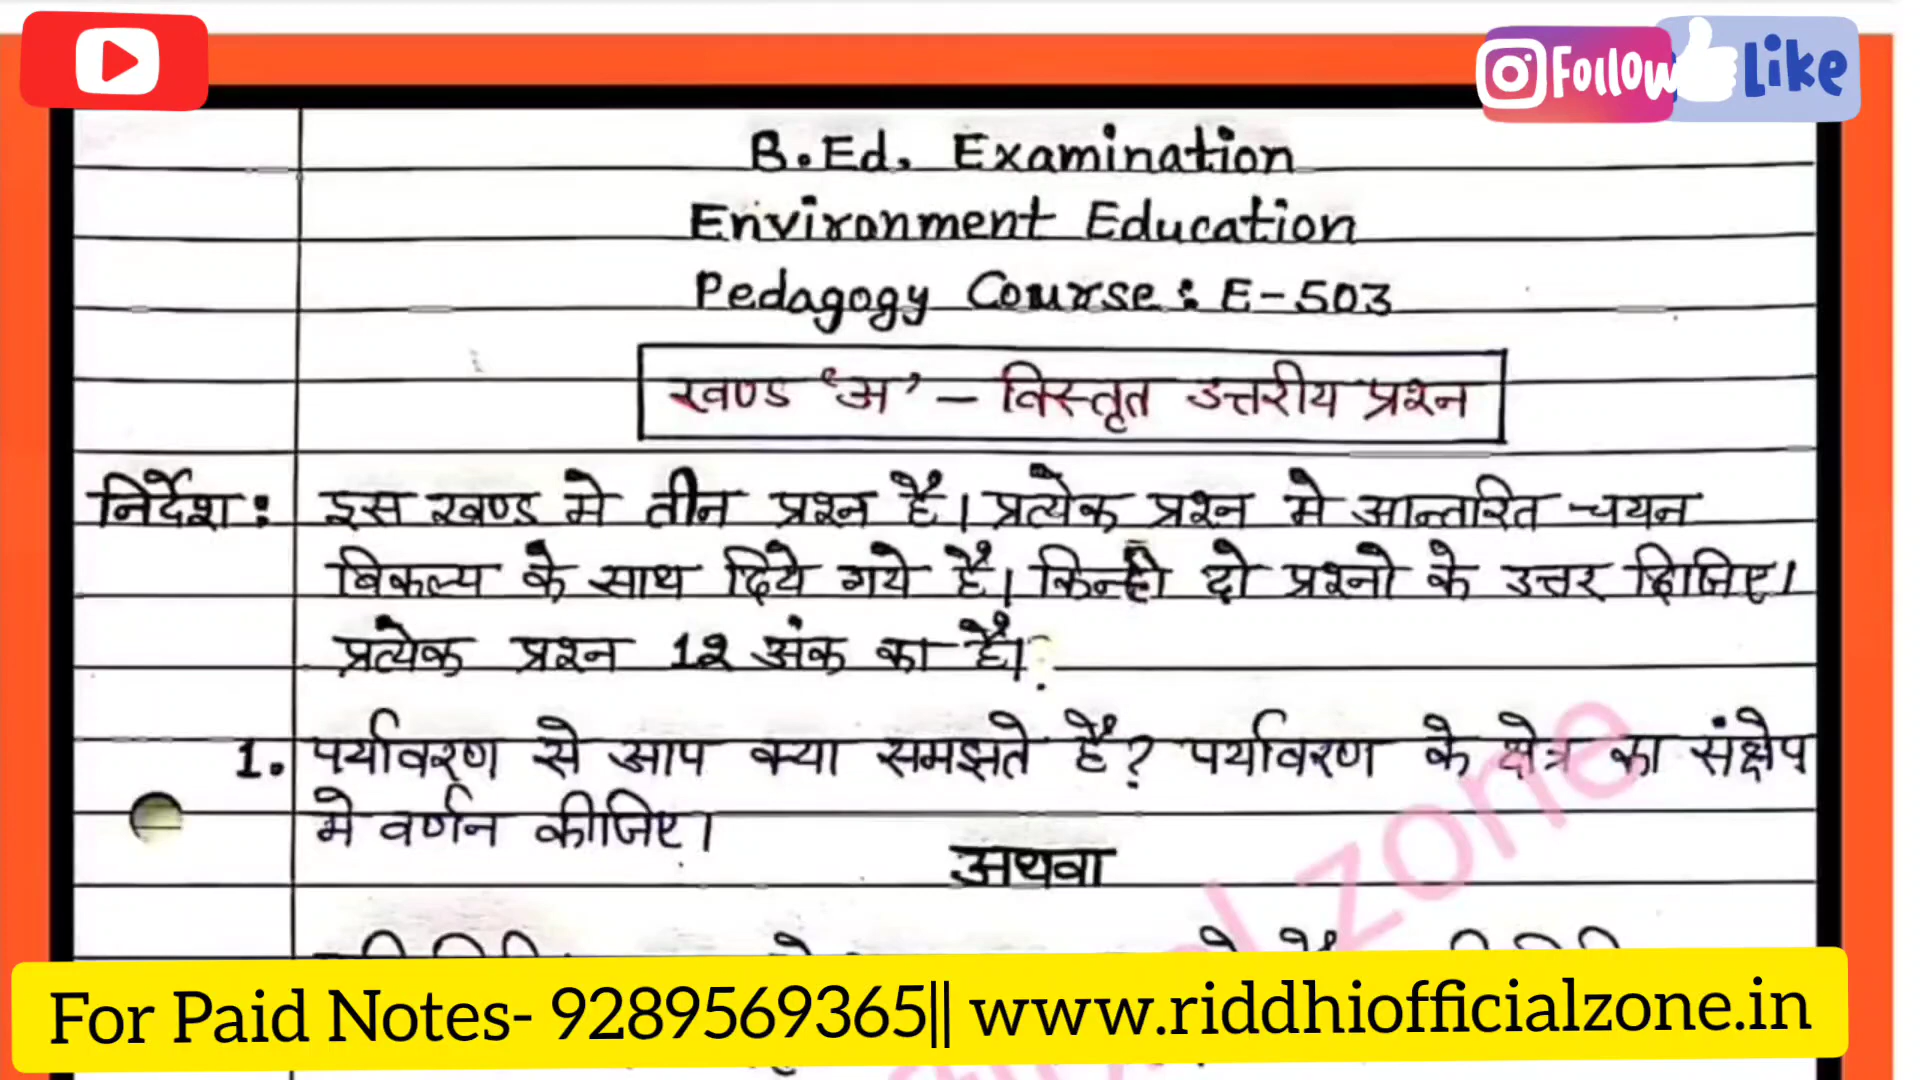 Follow
Like
B.Ed. Examination
Environment Education
Pedagogy Course: E-503
खण्ड 'अ' – विस्तृत उत्तरीय प्रश्न
निर्देश: इस खण्ड मे तीन प्रश्न है। प्रत्येक प्रश्न मे आन्तरित चयन
विकल्प के साथ दिये गये है। किन्ही दो प्रश्नो के उत्तर दिजिए।
प्रत्येक प्रश्न 12 अंक का है।
1. पर्यावरण से आप क्या समझते है? पर्यावरण के क्षेत्र का संक्षेप
मे वर्णन कीजिए।
अथवा
zone
For Paid Notes- 9289569365|| www.riddhiofficialzone.in